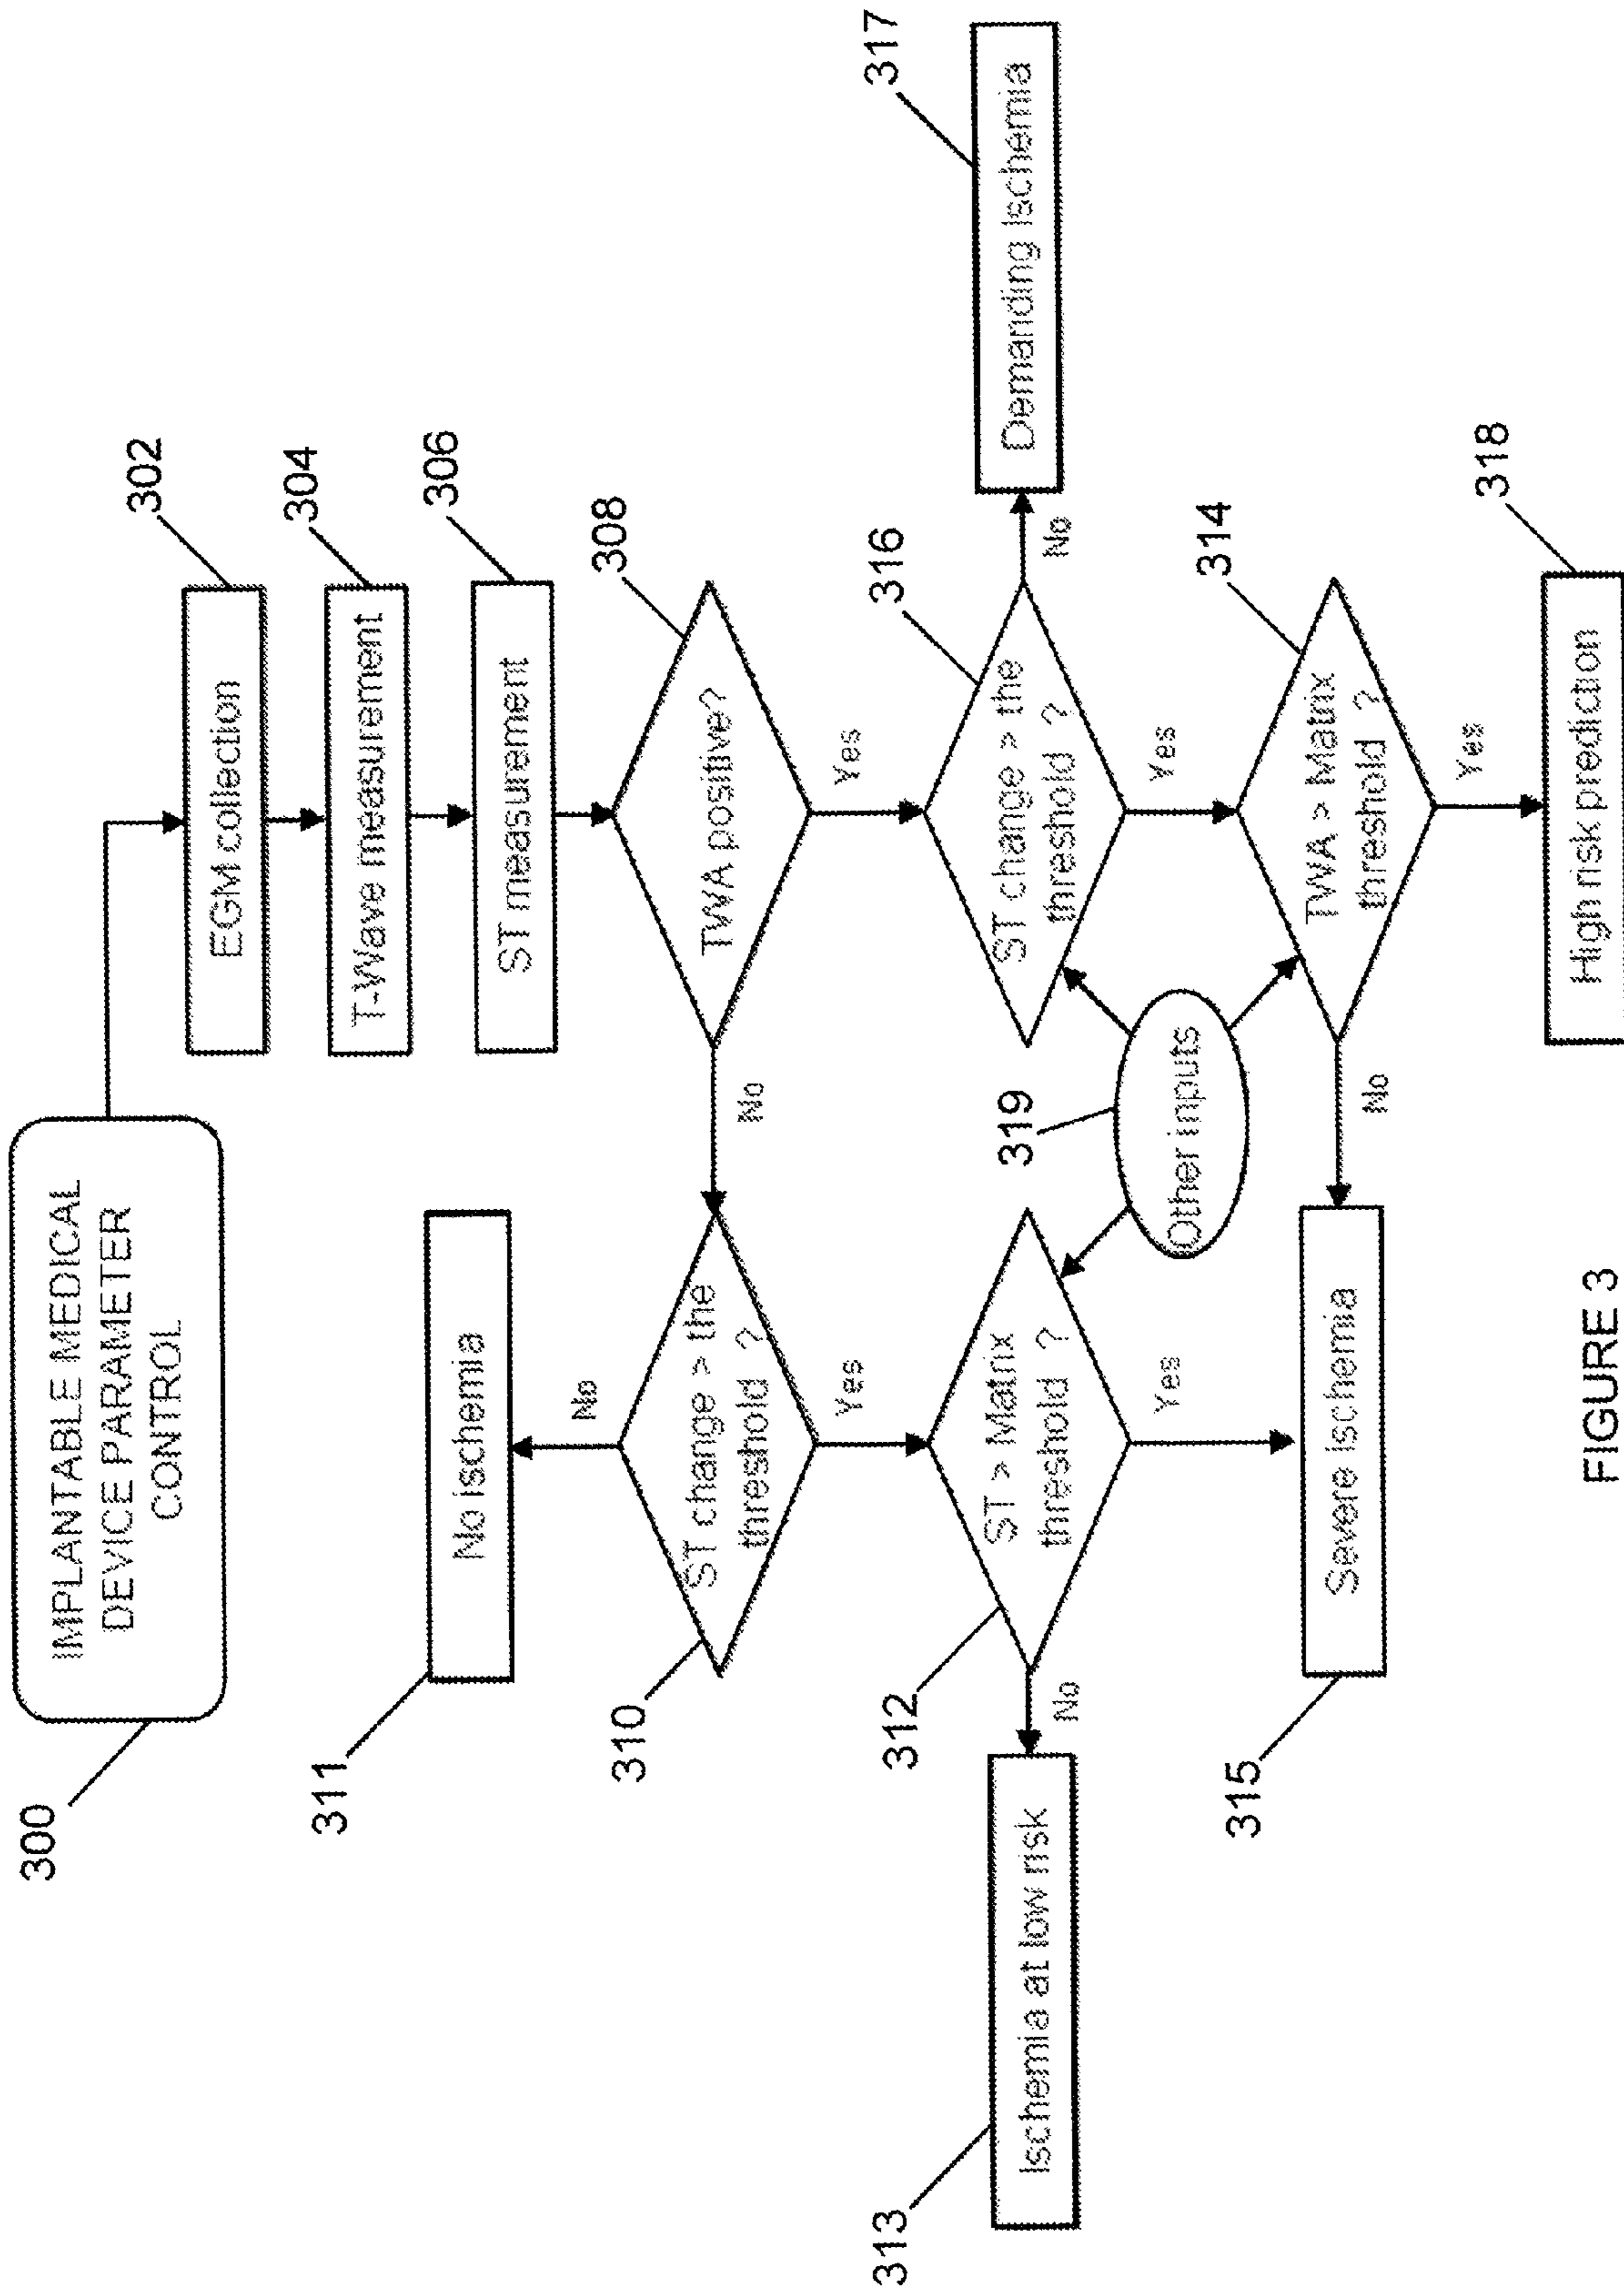 300
IMPLANTABLE MEDICAL
DEVICE PARAMETER
CONTROL
302
EGM collection
304
T-Wave measurement
306
ST measurement
308
TWA positive?
No
Yes
311
No ischemia
No
310
ST change > the
threshold ?
Yes
316
ST change > the
threshold ?
No
Yes
317
Demanding Ischemia
312
ST > Matrix
threshold ?
No
Yes
313
Ischemia at low risk
319
Other inputs
314
TWA > Matrix
threshold ?
No
Yes
315
Severe ischemia
318
High risk prediction
FIGURE 3